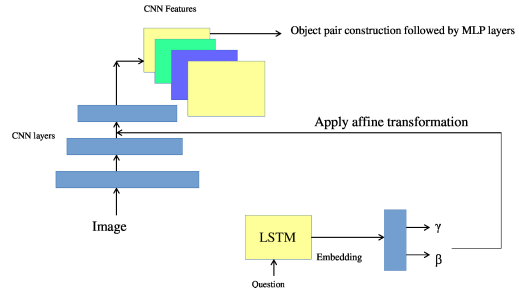 CNN Features
Object pair construction followed by MLP layers
Apply affine transformation
CNN layers
Image
LSTM
γ
Embedding
β
Question